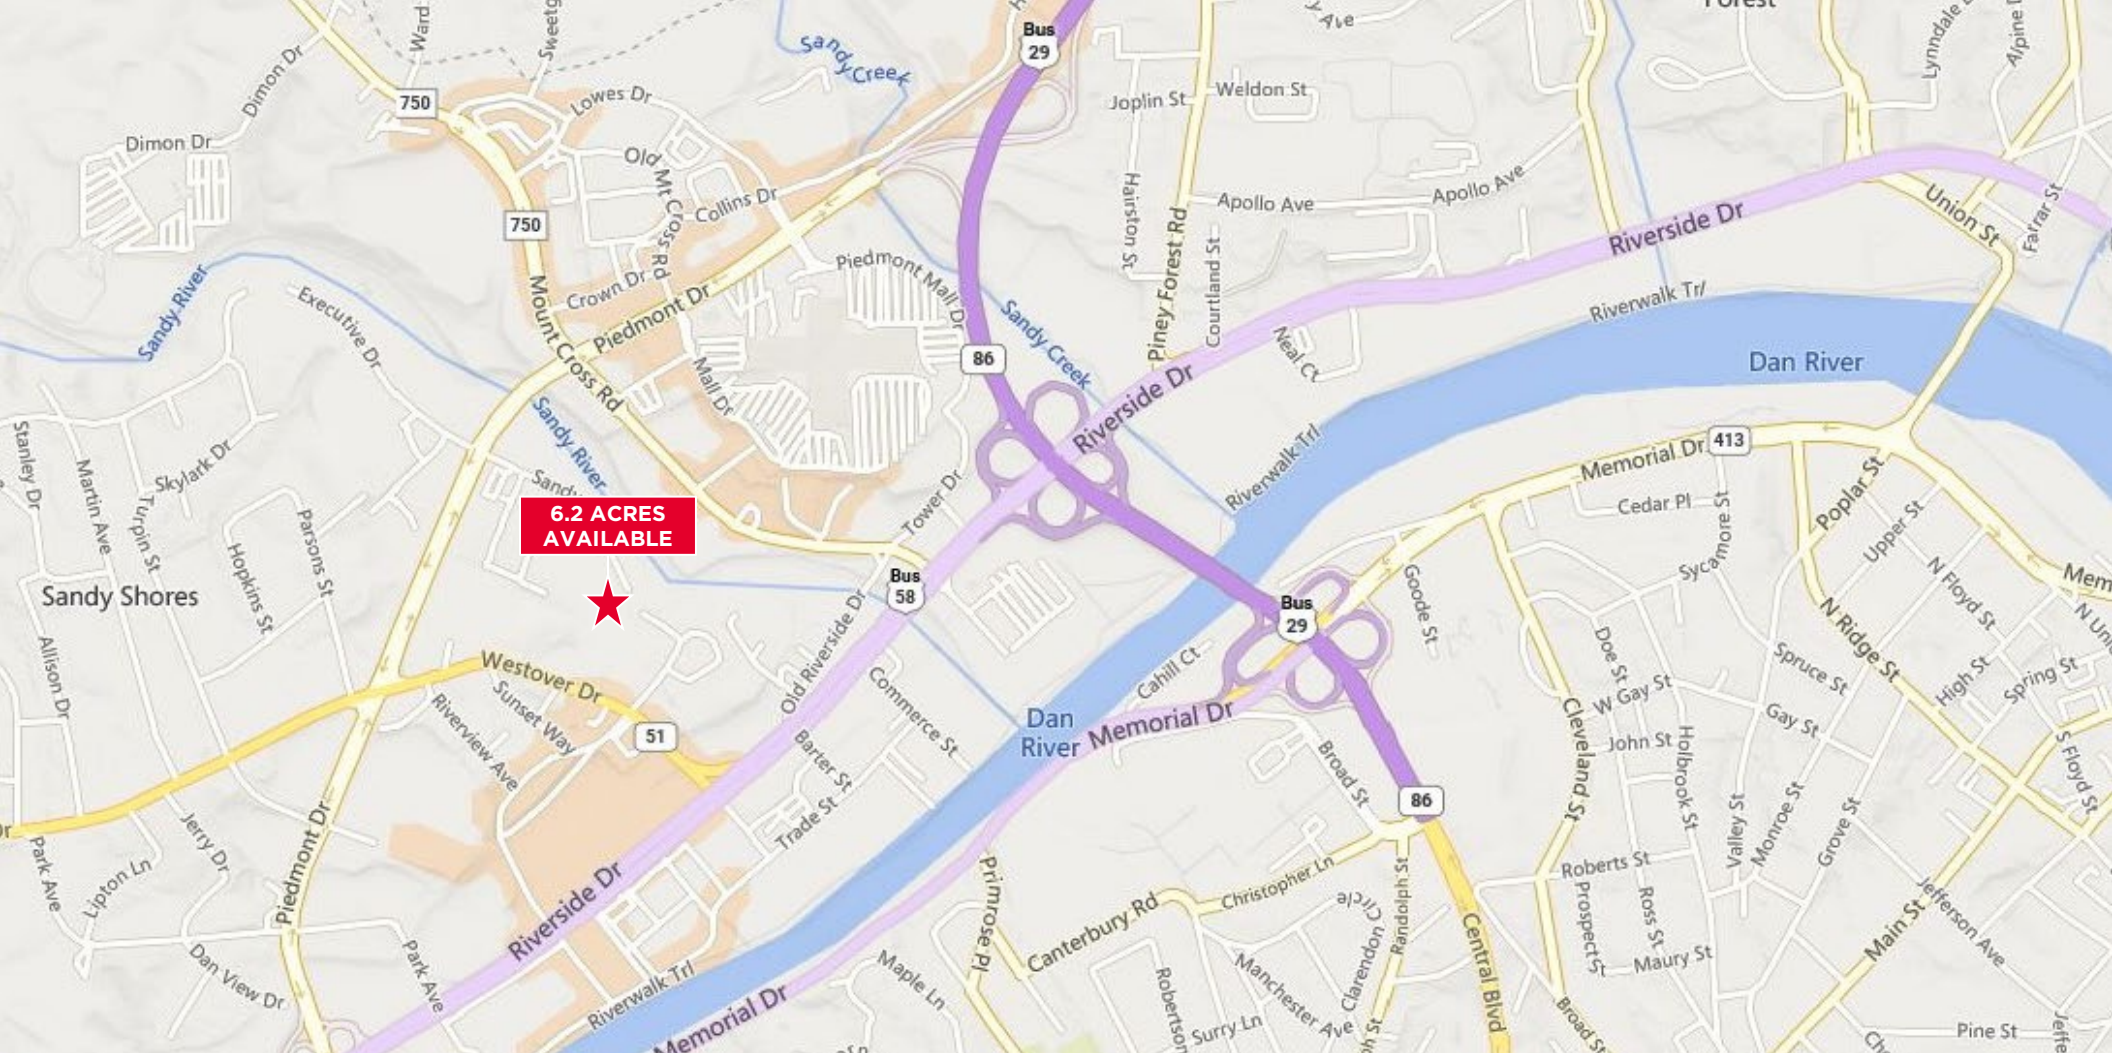 Bus
29
Forest
Sandy Creek
Dimon Dr
750
Lowes Dr
Joplin St
Weldon St
Lynndale
Alpine
Dimon Dr
Old Mt Cross Rd
Collins Dr
Hairston St
Apollo Ave
Apollo Ave
Union St
Farrar St
750
Riverside Dr
Piney Forest Rd
Courtland St
Piedmont Mall Dr
Crown Dr
Piedmont Dr
Mount Cross Rd
Sandy River
Executive Dr
Sandy Creek
Riverwalk Trl
86
Neal Ct
Dan River
Mall Dr
Riverside Dr
Sandy River
Stanley Dr
Martin Ave
Skylark Dr
Turpin St
Parsons St
Hopkins St
Sandy
6.2 ACRES
AVAILABLE
Tower Dr
Riverwalk Trl
Memorial Dr
413
Cedar Pl
Sycamore St
Poplar St
Upper St
N Floyd St
Mem
N Ridge St
Sandy Shores
Bus
58
Bus
29
Goode St
Allison Dr
Old Riverside Dr
Westover Dr
Sunset Way
Riverview Ave
51
Commerce St
Barter St
Trade St
Cahill Ct
Dan
River
Memorial Dr
Doe St
W Gay St
Spruce St
High St
Spring St
Gay St
John St
Holbrook St
Cleveland St
S Floyd St
Broad St
86
Valley St
Monroe St
Grove St
Piedmont Dr
Jerry Dr
Park Ave
Lipton Ln
Riverside Dr
Primrose Pl
Canterbury Rd
Christopher Ln
Circle
Clarendon
Randolph St
Roberts St
Prospect St
Ross St
Maury St
Main St
Jefferson Ave
Central Blvd
Dan View Dr
Park Ave
Riverwalk Trl
Memorial Dr
Maple Ln
Robertson
Surry Ln
Manchester Ave
Broad St
Pine St